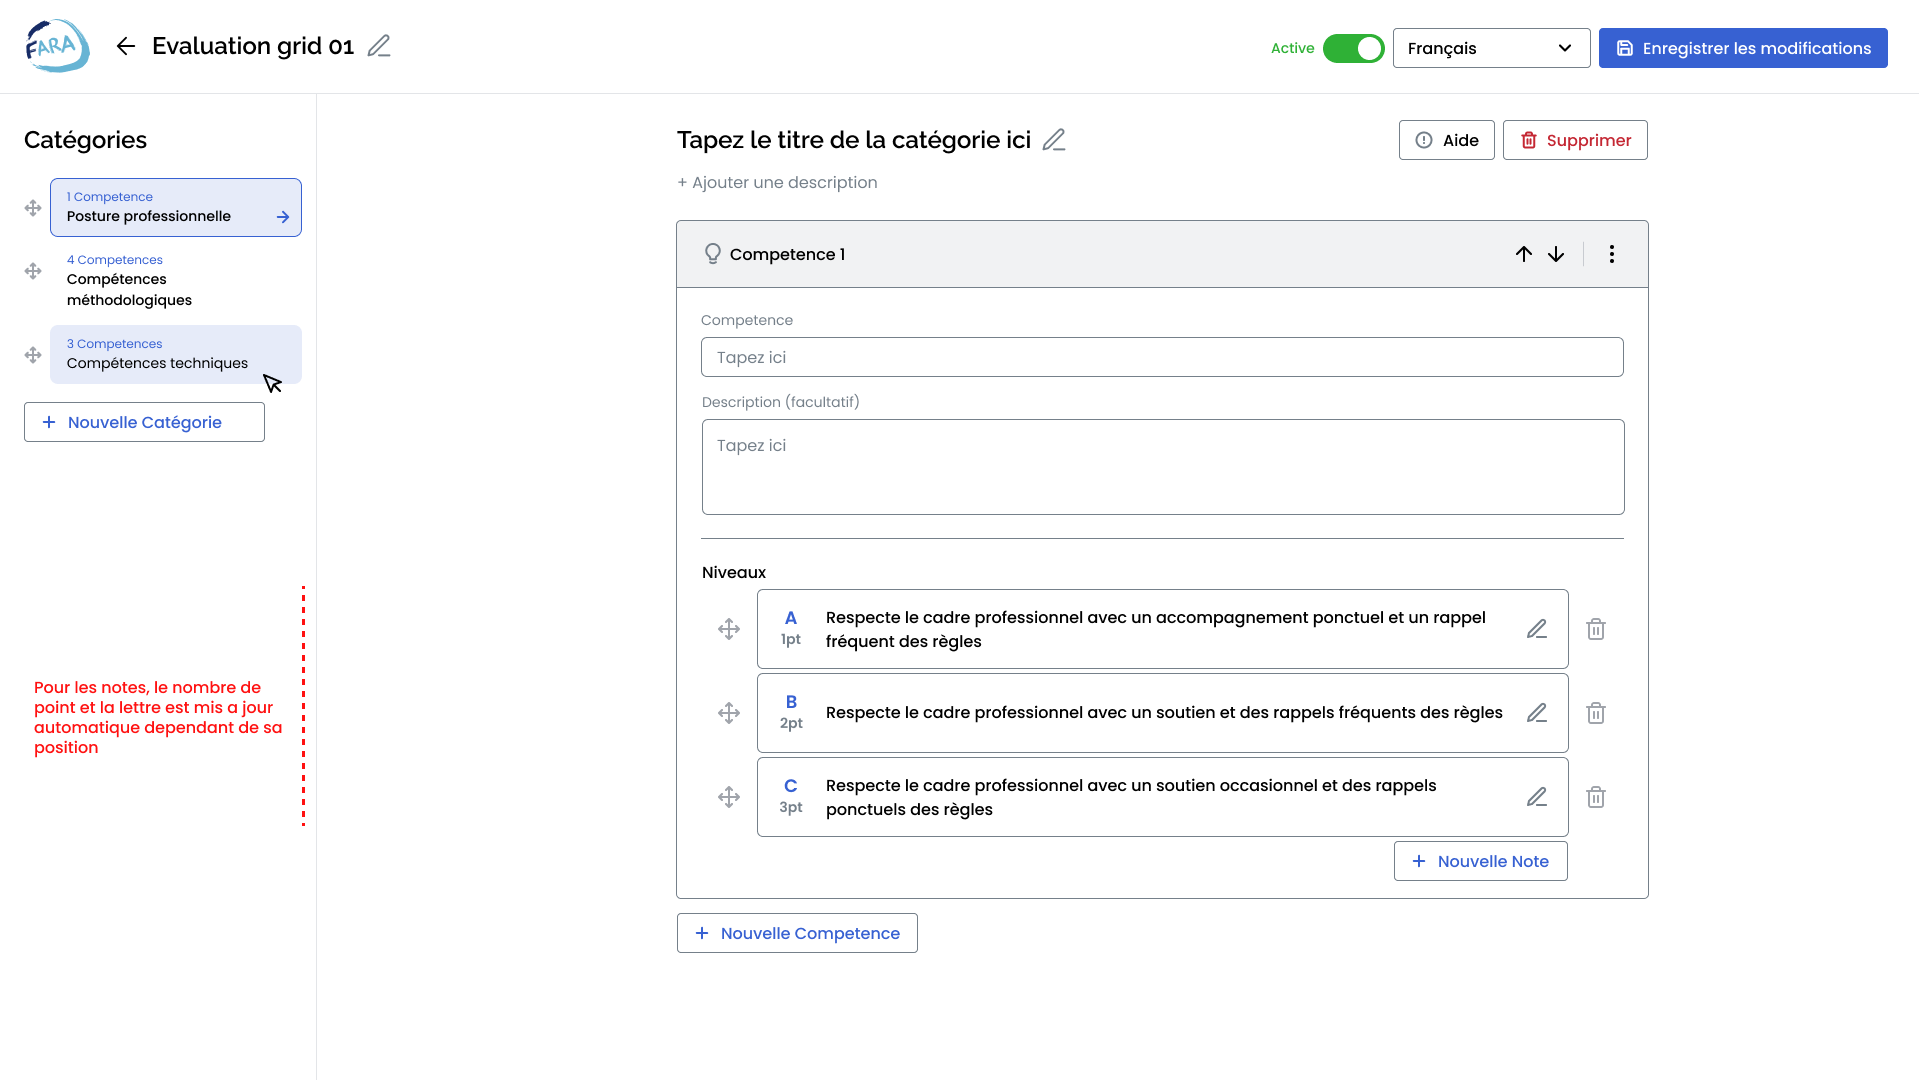 FARA
Evaluation grid 01
Active
Français
Enregistrer les modifications
Catégories
1 Competence
Posture professionnelle
4 Competences
Compétences
méthodologiques
3 Competences
Compétences techniques
+ Nouvelle Catégorie
Pour les notes, le nombre de
point et la lettre est mis a jour
automatique dependant de sa
position
Tapez le titre de la catégorie ici
Aide
Supprimer
+ Ajouter une description
Competence 1
Competence
Tapez ici
Description (facultatif)
Tapez ici
Niveaux
A
1pt
Respecte le cadre professionnel avec un accompagnement ponctuel et un rappel
fréquent des règles
B
2pt
Respecte le cadre professionnel avec un soutien et des rappels fréquents des règles
C
3pt
Respecte le cadre professionnel avec un soutien occasionnel et des rappels
ponctuels des règles
+ Nouvelle Note
+ Nouvelle Competence